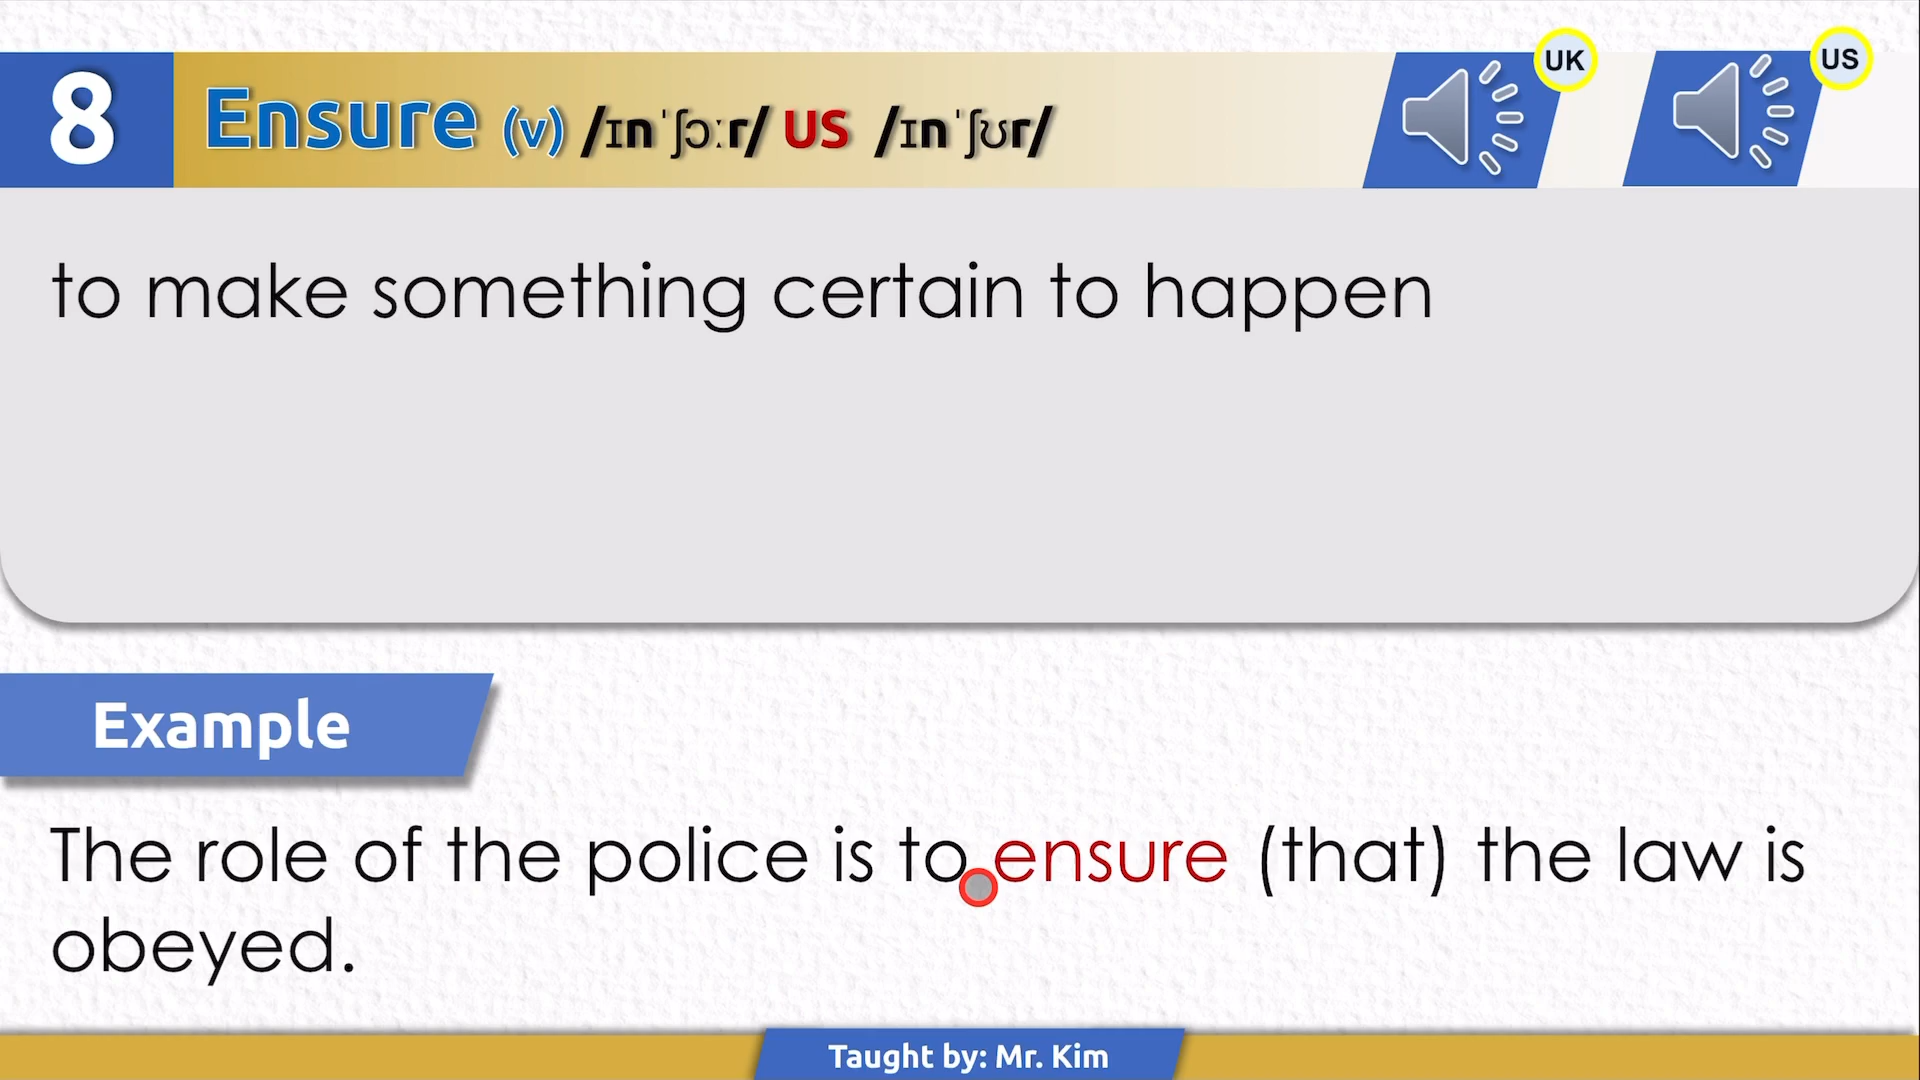 UK
US
8
Ensure (v) /ɪnˈʃɔːr/ US /ɪnˈʃʊr/
to make something certain to happen
Example
The role of the police is to ensure (that) the law is
obeyed.
Taught by: Mr. Kim